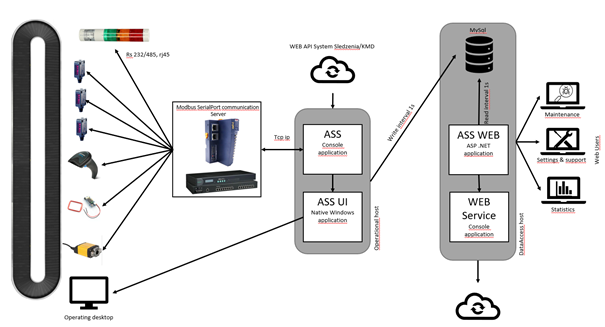 Rs 232/485, rj45
Modbus SerialPort communication
Server
Tcp ip
WEB API System Sledzenia/KMD
ASS
Console
application
ASS UI
Native Windows
application
Operational host
Write interval 1s
MySql
Read interval 1s
ASS WEB
ASP .NET
application
WEB
Service
Console
application
DataAccess host
Maintenance
Settings & support
Statistics
Web Users
Operating desktop